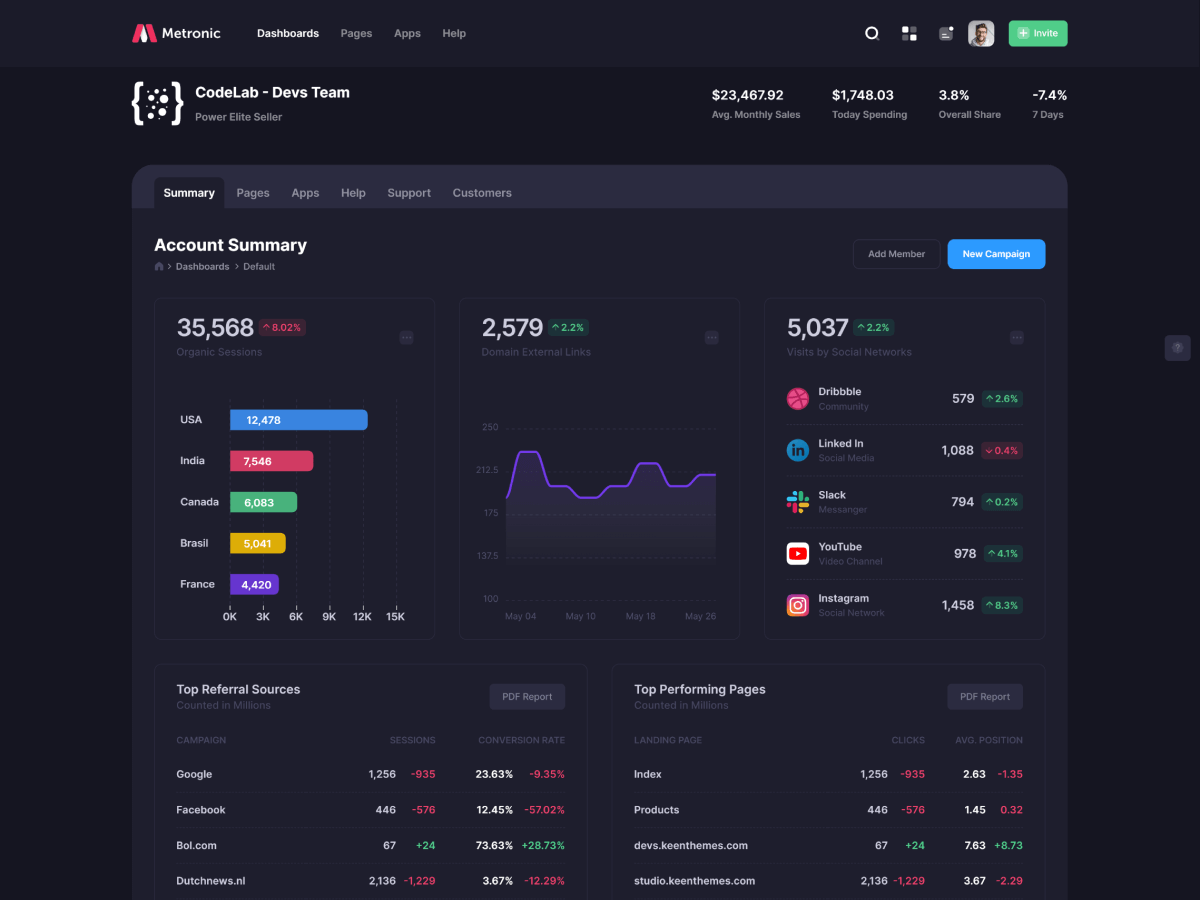 Metronic
Dashboards Pages Apps Help
Invite
CodeLab - Devs Team
Power Elite Seller
$23,467.92 $1,748.03 3.8% -7.4%
Avg. Monthly Sales Today Spending Overall Share 7 Days
Summary Pages Apps Help Support Customers
Account Summary
Dashboards > Default
Add Member New Campaign
35,568 8.02%
Organic Sessions
USA 12,478
India 7,546
Canada 6,083
Brasil 5,041
France 4,420
0K 3K 6K 9K 12K 15K
2,579 2.2%
Domain External Links
250
212.5
175
137.5
100
May 04 May 10 May 18 May 26
5,037 2.2%
Visits by Social Networks
Dribbble 579 2.6%
Community
Linked In 1,088 0.4%
Social Media
Slack 794 0.2%
Messanger
YouTube 978 4.1%
Video Channel
Instagram 1,458 8.3%
Social Network
Top Referral Sources
Counted in Millions
PDF Report
CAMPAIGN SESSIONS CONVERSION RATE
Google 1,256 -935 23.63% -9.35%
Facebook 446 -576 12.45% -57.02%
Bol.com 67 +24 73.63% +28.73%
Dutchnews.nl 2,136 -1,229 3.67% -12.29%
Top Performing Pages
Counted in Millions
PDF Report
LANDING PAGE CLICKS AVG. POSITION
Index 1,256 -935 2.63 -1.35
Products 446 -576 1.45 0.32
devs.keenthemes.com 67 +24 7.63 +8.73
studio.keenthemes.com 2,136 -1,229 3.67 -2.29